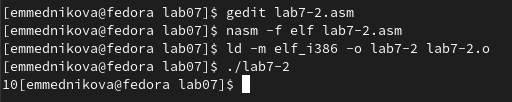 [emmednikova@fedora lab07]$ gedit lab7-2.asm
[emmednikova@fedora lab07]$ nasm -f elf lab7-2.asm
[emmednikova@fedora lab07]$ ld -m elf_i386 -o lab7-2 lab7-2.o
[emmednikova@fedora lab07]$ ./lab7-2
10[emmednikova@fedora lab07]$